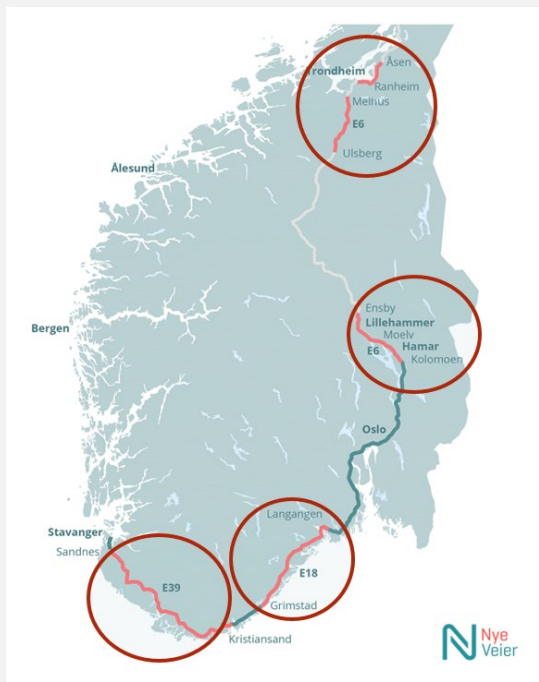 Åsen
Trondheim
Ranheim
Melhus
E6
Ulsberg
Ålesund
Ensby
Lillehammer
Moelv
Bergen
Hamar
E6
Kolomoen
Oslo
Langangen
Stavanger
Sandnes
E18
E39
Grimstad
Kristiansand
Nye
Veier